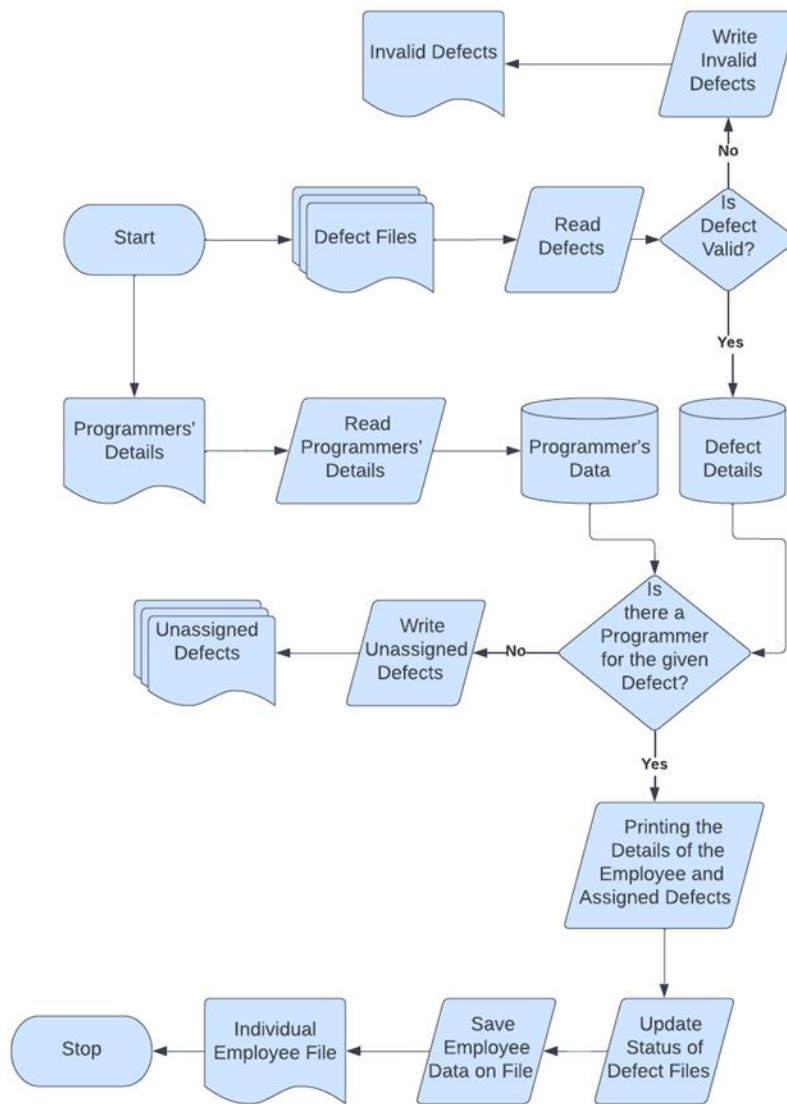 Invalid Defects
Write
Invalid
Defects
No
Start
Defect Files
Read
Defects
Is
Defect
Valid?
Yes
Programmers'
Details
Read
Programmers'
Details
Programmer's
Data
Defect
Details
Unassigned
Defects
Write
Unassigned
Defects
No
Is
there a
Programmer
for the given
Defect?
Yes
Printing the
Details of the
Employee and
Assigned Defects
Stop
Individual
Employee File
Save
Employee
Data on File
Update
Status of
Defect Files